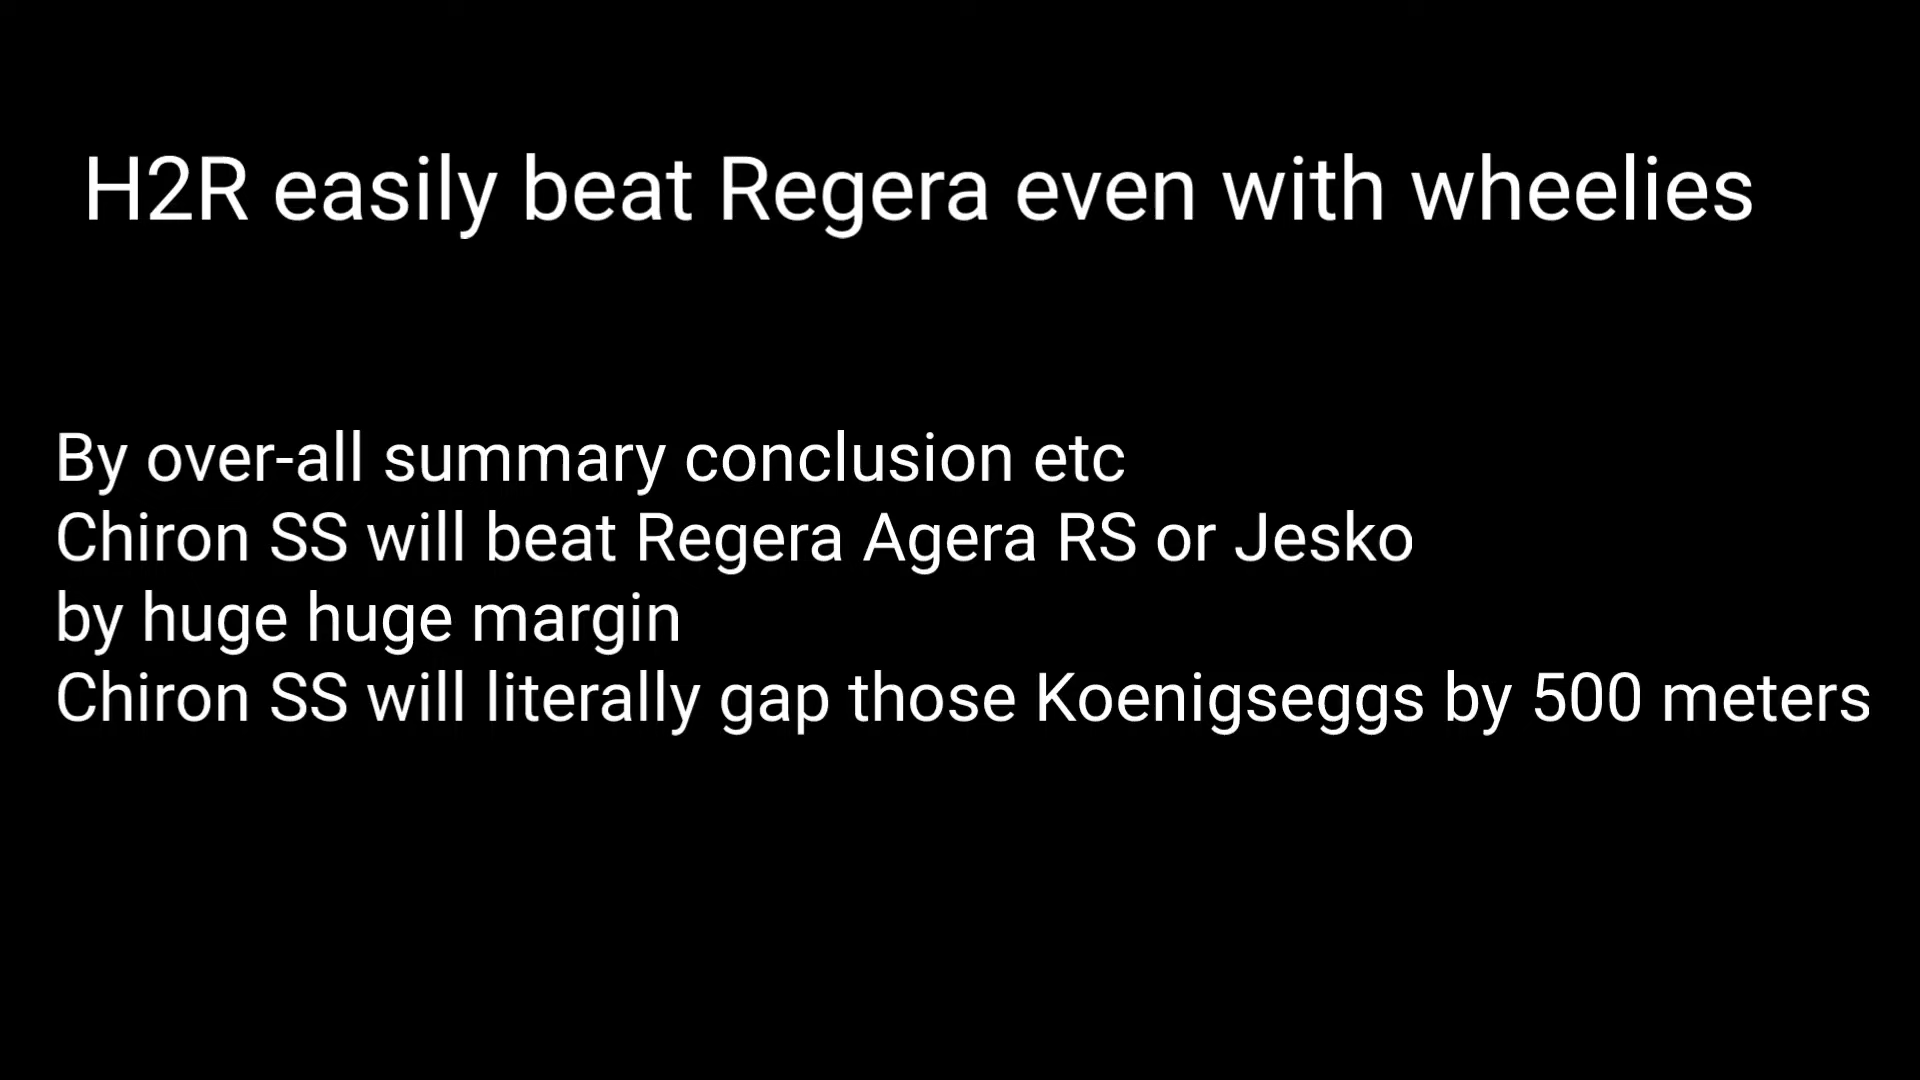 H2R easily beat Regera even with wheelies
By over-all summary conclusion etc
Chiron SS will beat Regera Agera RS or Jesko
by huge huge margin
Chiron SS will literally gap those Koenigseggs by 500 meters